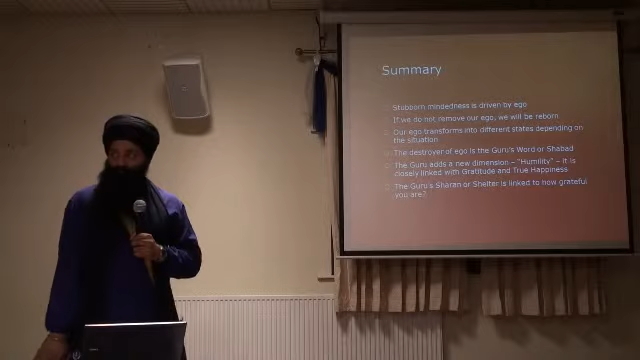 Summary
Stubborn mindedness is driven by ego
If we do not remove our ego, we will be reborn
Our ego transforms into different states depending on
the situation
The destroyer of ego is the Guru's Word or Shabad
The Guru adds a new dimension – "Humility" – it is
closely linked with Gratitude and True Happiness
The Guru's Sharan or Shelter is linked to how grateful
you are?